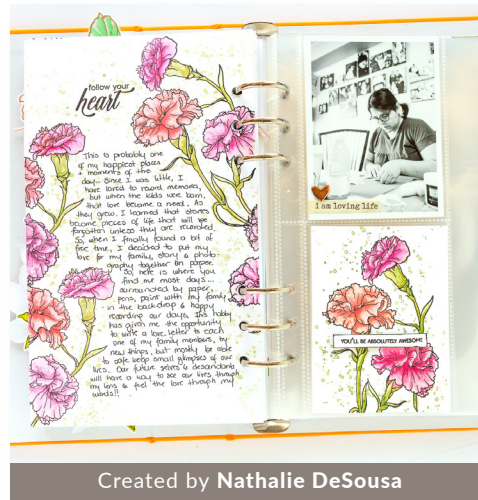 follow your
heart
This is probably one
of my happiest places
+ moments of the
day. Since I was little, I
have loved to record memories,
but when the kids were born,
that love became a need. As
they grew, I learned that stories
become pieces of life that will be
forgotten unless they are recorded.
So, when I finally found a bit of
free time, I decided to put my
love for my family, story & photo-
graphy together on paper.
So, here is where you
find me most days...
surrounded by paper,
pens, paint with my family
in the backdrop & happy
recording our days. This hobby
has given me the opportunity
to write a love letter to each
one of my family members, try
new things, but mostly be able
to safe keep small glimpses of our
lives. Our future selves & descendants
will have a way to see our lives through
my lens & feel the love through my
words!!
i am loving life
YOU'LL BE ABSOLUTELY AWESOME
Created by Nathalie DeSousa